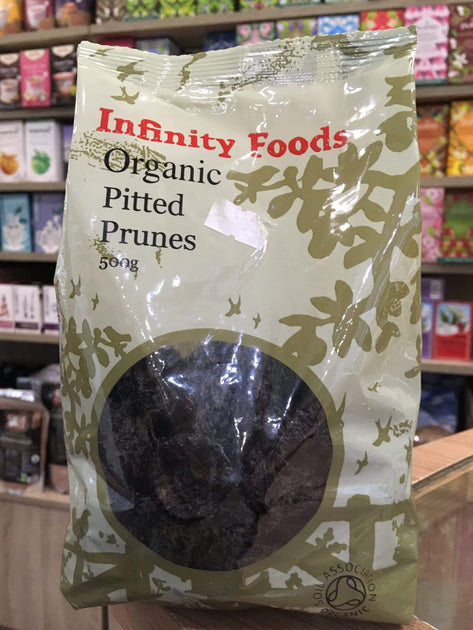 Infinity Foods
Organic
Pitted
Prunes
500g
SOIL ASSOCIATION
ORGANIC